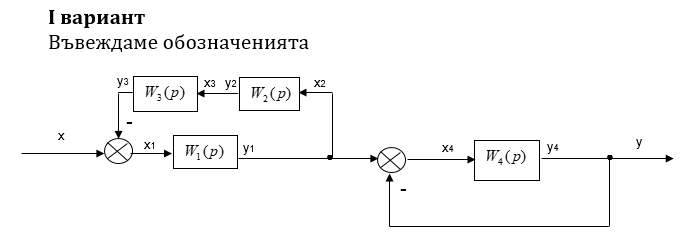 I вариант
Въвеждаме обозначенията
y3 W3(p) x3 y2 W2(p) x2
-
x x1 W1(p) y1 x4 W4(p) y4 y
-